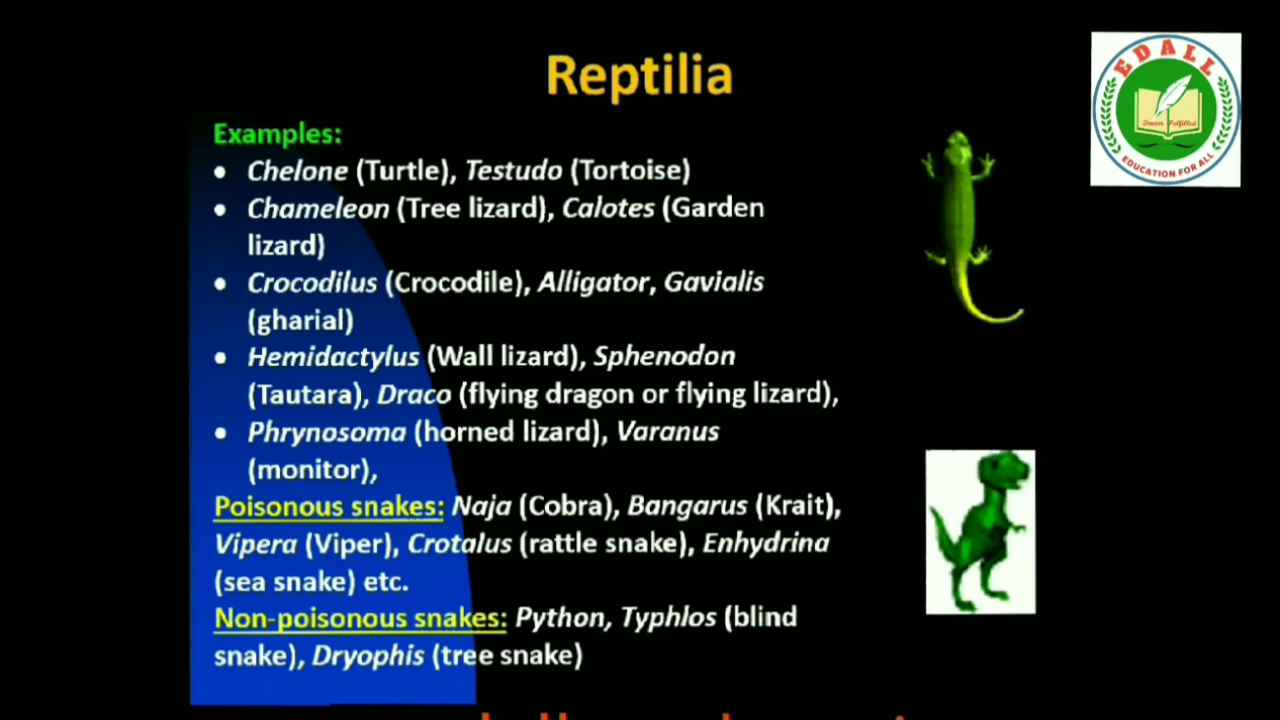 Reptilia
EDALL
Dream Fulfilled
EDUCATION FOR ALL
Examples:
• Chelone (Turtle), Testudo (Tortoise)
• Chameleon (Tree lizard), Calotes (Garden
lizard)
• Crocodilus (Crocodile), Alligator, Gavialis
(gharial)
• Hemidactylus (Wall lizard), Sphenodon
(Tautara), Draco (flying dragon or flying lizard),
• Phrynosoma (horned lizard), Varanus
(monitor),
Poisonous snakes: Naja (Cobra), Bangarus (Krait),
Vipera (Viper), Crotalus (rattle snake), Enhydrina
(sea snake) etc.
Non-poisonous snakes: Python, Typhlos (blind
snake), Dryophis (tree snake)